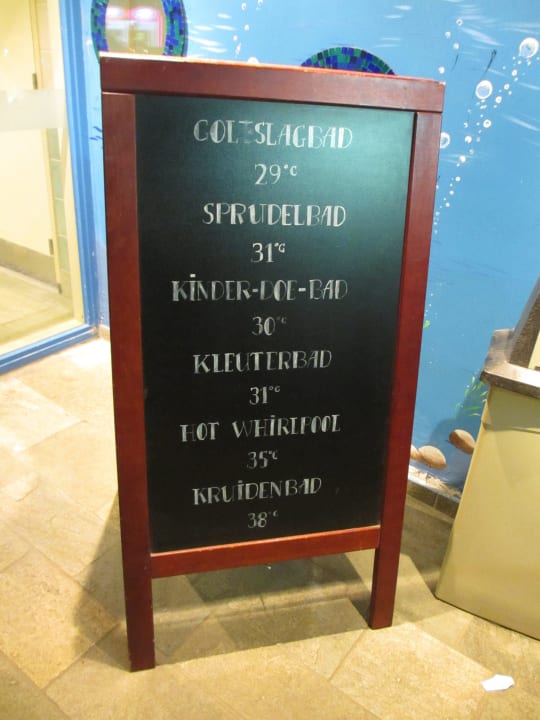 GOLFSLAGBAD
29°C
SPRUDELBAD
31°C
KINDER-DOE-BAD
30°C
KLEUTERBAD
31°C
HOT WHIRLPOOL
35°C
KRUIDENBAD
38°C